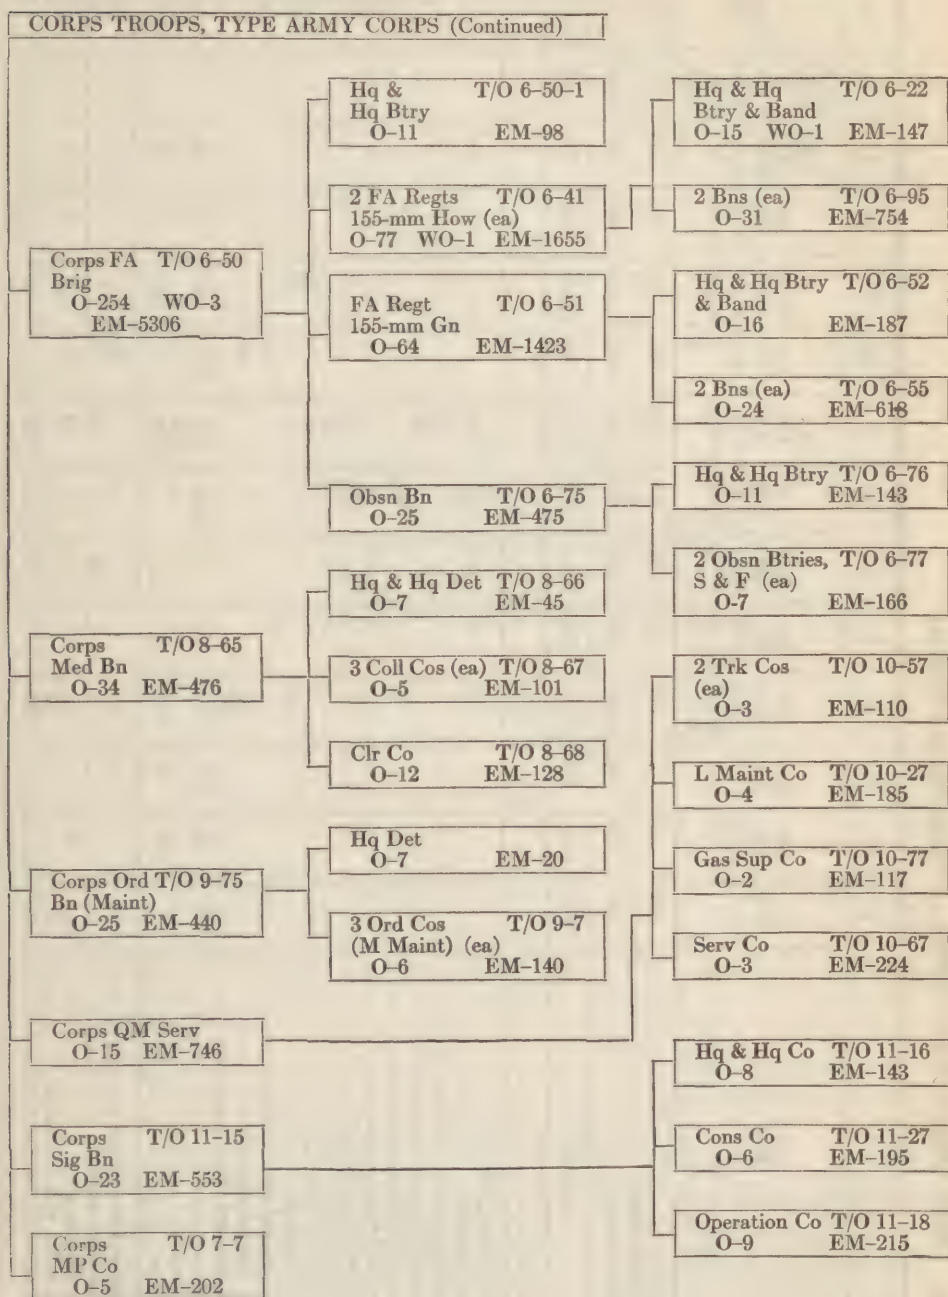 CORPS TROOPS, TYPE ARMY CORPS (Continued)
Corps FA T/O 6–50
Brig
O–254 WO–3
EM–5306
Hq & T/O 6–50–1
Hq Btry
O–11 EM–98
2 FA Regts T/O 6–41
155-mm How (ea)
O–77 WO–1 EM–1655
FA Regt T/O 6–51
155-mm Gn
O–64 EM–1423
Obsn Bn T/O 6–75
O–25 EM–475
Hq & Hq T/O 6–22
Btry & Band
O–15 WO–1 EM–147
2 Bns (ea) T/O 6–95
O–31 EM–754
Hq & Hq Btry T/O 6–52
& Band
O–16 EM–187
2 Bns (ea) T/O 6–55
O–24 EM–618
Hq & Hq Btry T/O 6–76
O–11 EM–143
2 Obsn Btries, T/O 6–77
S & F (ea)
O-7 EM–166
Corps T/O 8–65
Med Bn
O–34 EM–476
Hq & Hq Det T/O 8–66
O–7 EM–45
3 Coll Cos (ea) T/O 8–67
O–5 EM–101
Clr Co T/O 8–68
O–12 EM–128
Corps Ord T/O 9–75
Bn (Maint)
O–25 EM–440
Hq Det
O–7 EM–20
3 Ord Cos T/O 9–7
(M Maint) (ea)
O–6 EM–140
Corps QM Serv
O–15 EM–746
2 Trk Cos T/O 10–57
(ea)
O–3 EM–110
L Maint Co T/O 10–27
O–4 EM–185
Gas Sup Co T/O 10–77
O–2 EM–117
Serv Co T/O 10–67
O–3 EM–224
Corps T/O 11–15
Sig Bn
O–23 EM–553
Hq & Hq Co T/O 11–16
O–8 EM–143
Cons Co T/O 11–27
O–6 EM–195
Operation Co T/O 11–18
O–9 EM–215
Corps T/O 7–7
MP Co
O–5 EM–202